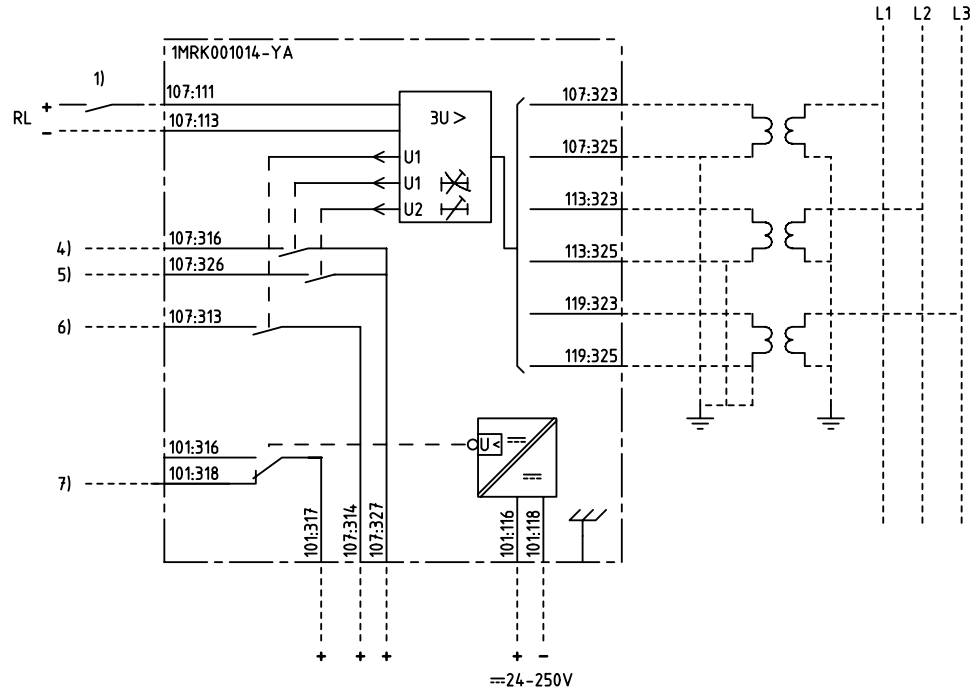 L1 L2 L3
1MRK001014-YA
1)
RL + 107:111
- 107:113
3U >
U1
U1
U2
107:323
107:325
113:323
113:325
119:323
119:325
4) 107:316
5) 107:326
6) 107:313
101:316
7) 101:318
U<
101:317
107:314
107:327
101:116
101:118
+ + + + -
24-250V